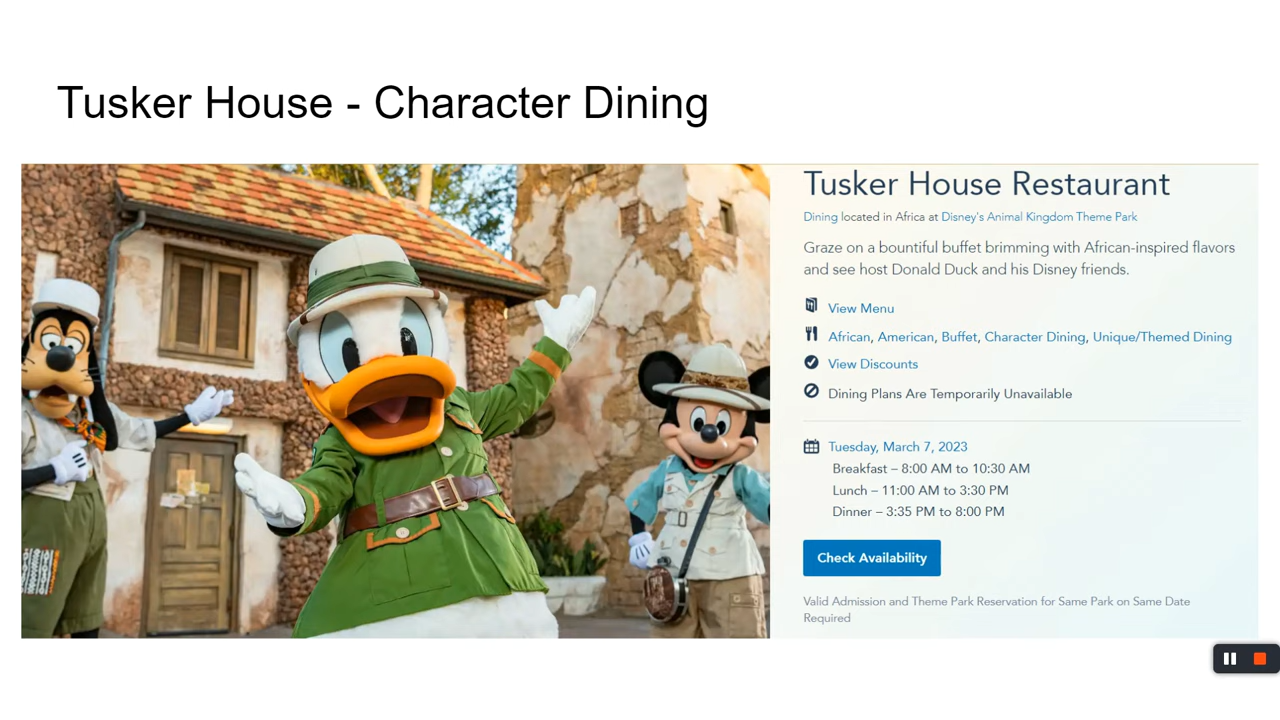 Tusker House - Character Dining
Tusker House Restaurant
Dining located in Africa at Disney's Animal Kingdom Theme Park
Graze on a bountiful buffet brimming with African-inspired flavors
and see host Donald Duck and his Disney friends.
View Menu
African, American, Buffet, Character Dining, Unique/Themed Dining
View Discounts
Dining Plans Are Temporarily Unavailable
Tuesday, March 7, 2023
Breakfast – 8:00 AM to 10:30 AM
Lunch – 11:00 AM to 3:30 PM
Dinner – 3:35 PM to 8:00 PM
Check Availability
Valid Admission and Theme Park Reservation for Same Park on Same Date
Required